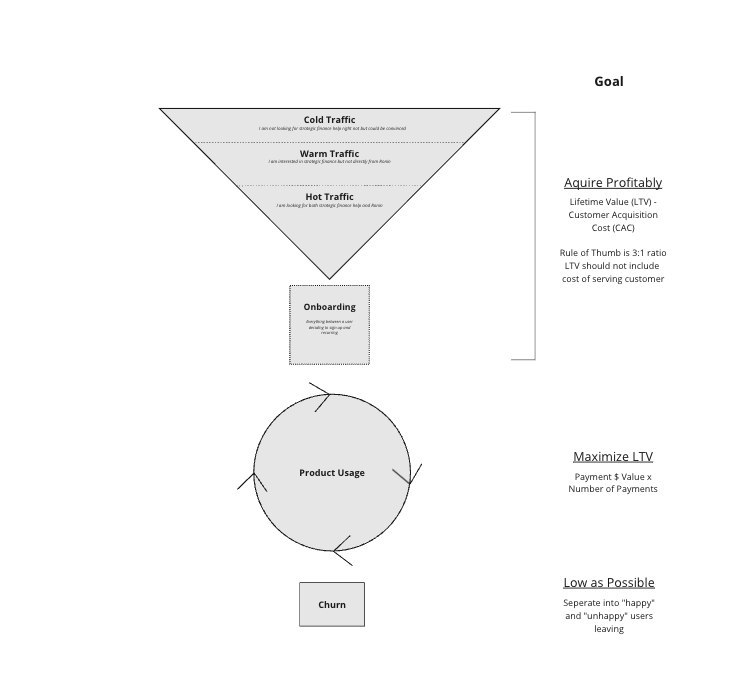 Goal
Cold Traffic
I am not looking for strategic finance help right not but could be convinced
Warm Traffic
I am interested in strategic finance but not directly from Rome
Hot Traffic
I am looking for both strategic finance help and Rome
Aquire Profitably
Lifetime Value (LTV) -
Customer Acquisition
Cost (CAC)
Rule of Thumb is 3:1 ratio
LTV should not include
cost of serving customer
Onboarding
Everything between a user
deciding to sign up and
recurring
Product Usage
Maximize LTV
Payment $ Value x
Number of Payments
Churn
Low as Possible
Seperate into "happy"
and "unhappy" users
leaving